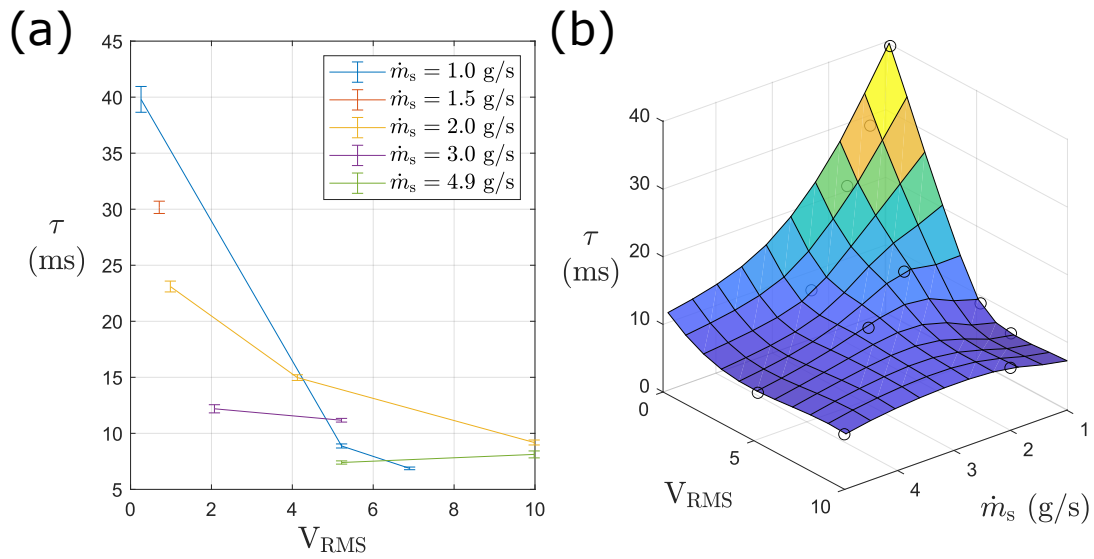 (a)
45
40
35
30
25
20
15
10
5
τ
(ms)
0 2 4 6 8 10
V_RMS
ṁ_s = 1.0 g/s
ṁ_s = 1.5 g/s
ṁ_s = 2.0 g/s
ṁ_s = 3.0 g/s
ṁ_s = 4.9 g/s
(b)
40
30
20
10
0
τ
(ms)
0
5
10
V_RMS
4
3
2
1
ṁ_s (g/s)